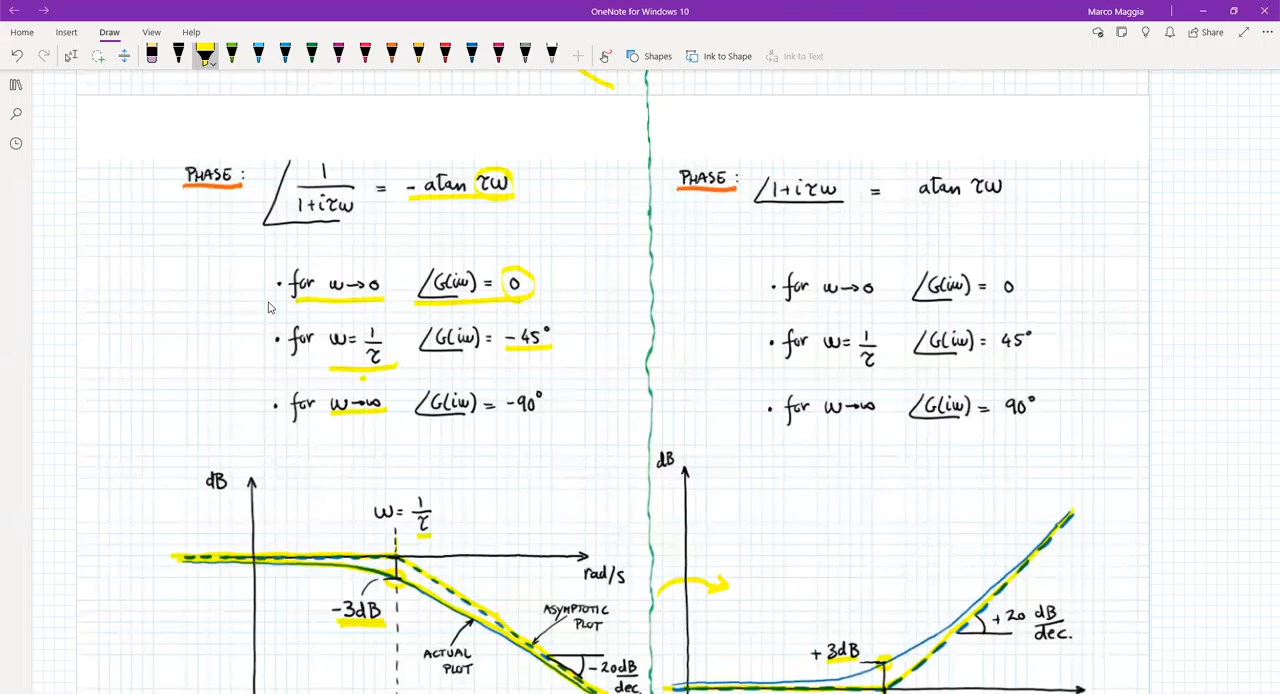 OneNote for Windows 10
Marco Maggia
Home Insert Draw View Help
Share
Shapes Ink to Shape Ink to Text
PHASE: ∠ 1/(1+iτω) = - atan τω
· for ω→0 ∠G(iω) = 0
· for ω = 1/τ ∠G(iω) = -45°
· for ω→∞ ∠G(iω) = -90°
dB
ω = 1/τ
rad/s
-3dB
ASYMPTOTIC
PLOT
ACTUAL
PLOT
-20dB/dec.
PHASE: ∠1+iτω = atan τω
· for ω→0 ∠G(iω) = 0
· for ω = 1/τ ∠G(iω) = 45°
· for ω→∞ ∠G(iω) = 90°
dB
+20 dB/dec.
+3dB